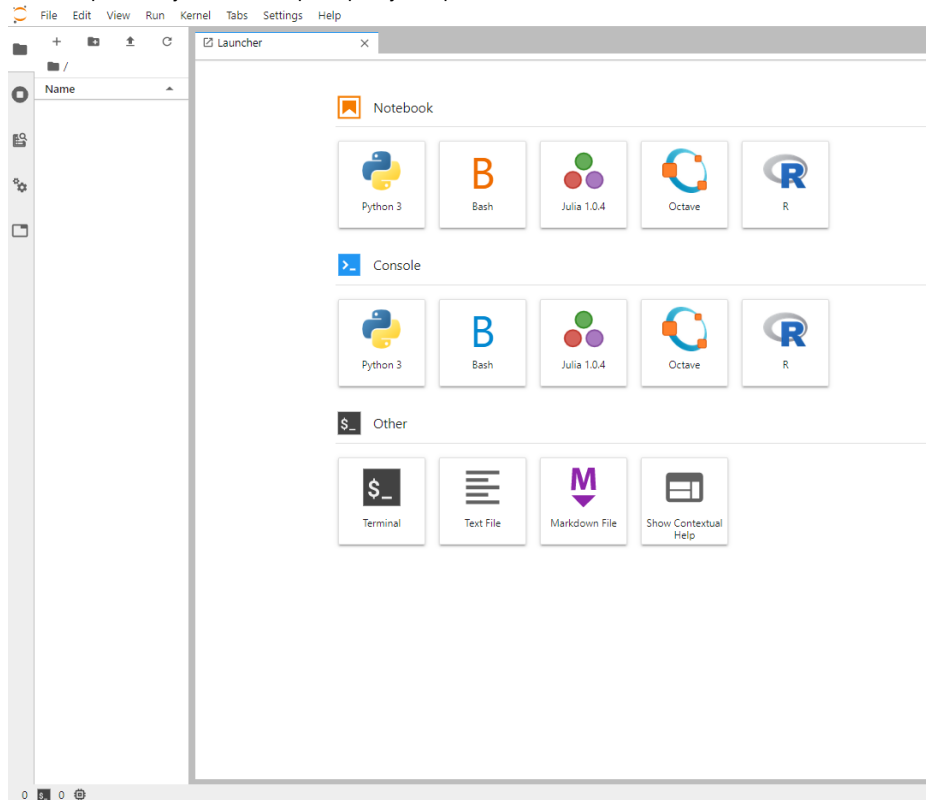 File Edit View Run Kernel Tabs Settings Help
Launcher
/
Name
Notebook
Python 3 Bash Julia 1.0.4 Octave R
Console
Python 3 Bash Julia 1.0.4 Octave R
$_ Other
Terminal Text File Markdown File Show Contextual
Help
0 $_ 0